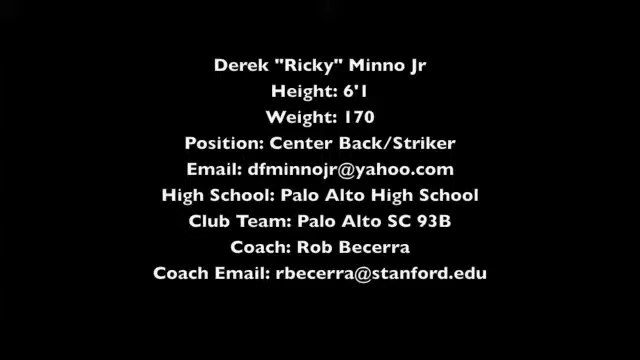 Derek "Ricky" Minno Jr
Height: 6'1
Weight: 170
Position: Center Back/Striker
Email: dfminnojr@yahoo.com
High School: Palo Alto High School
Club Team: Palo Alto SC 93B
Coach: Rob Becerra
Coach Email: rbecerra@stanford.edu